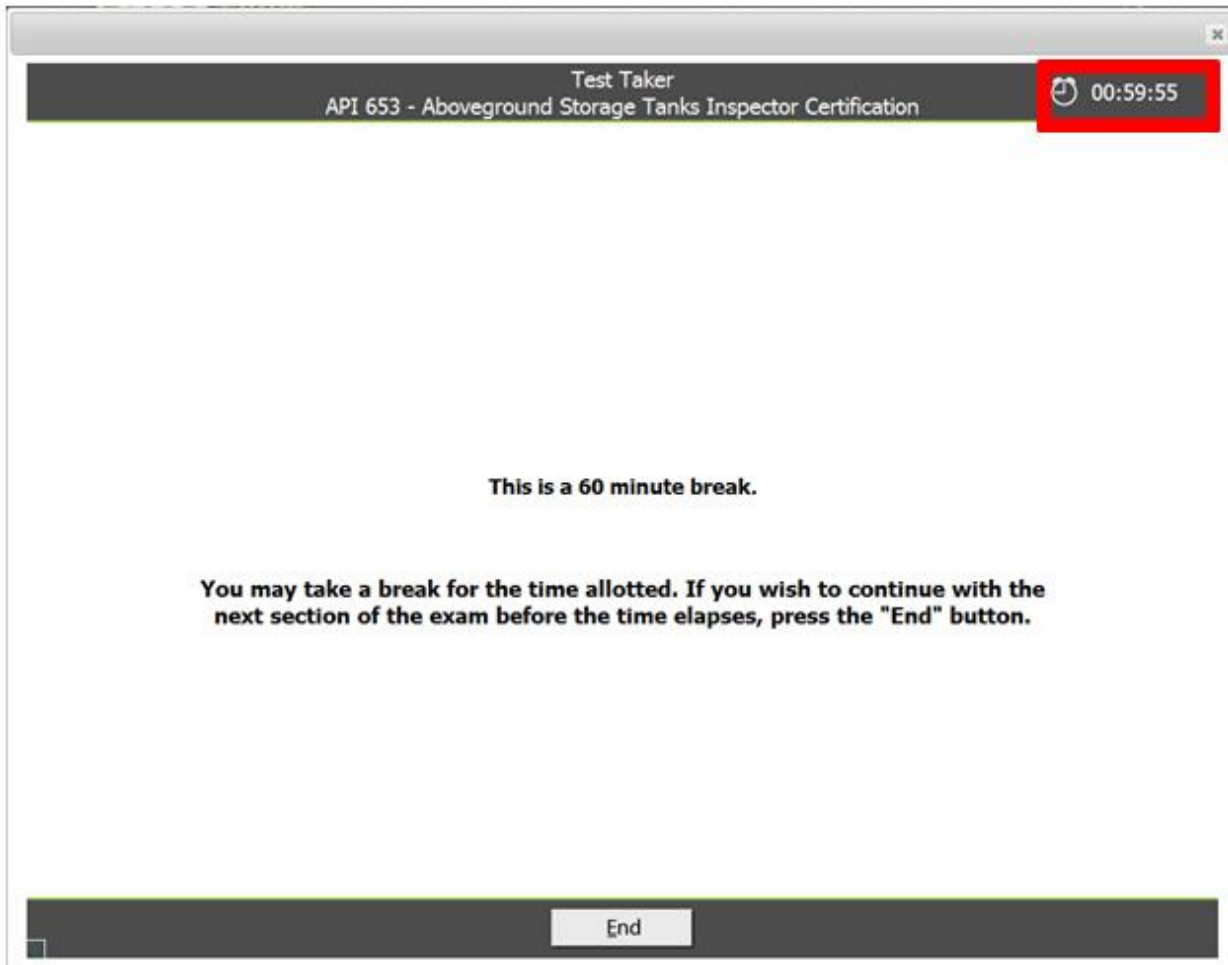 Test Taker
API 653 - Aboveground Storage Tanks Inspector Certification
00:59:55
This is a 60 minute break.
You may take a break for the time allotted. If you wish to continue with the
next section of the exam before the time elapses, press the "End" button.
End